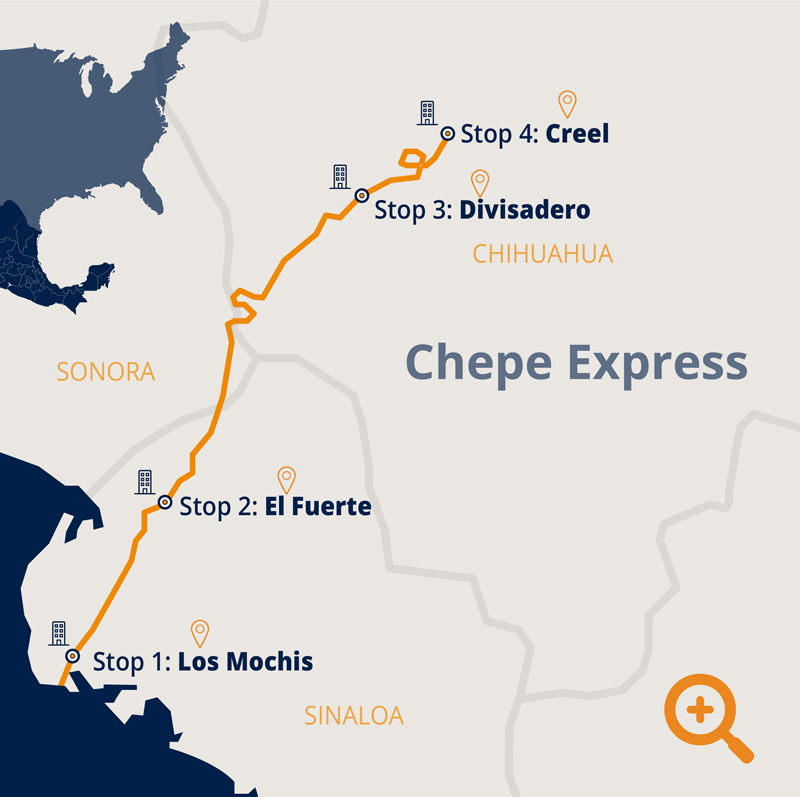 Stop 4: Creel
Stop 3: Divisadero
CHIHUAHUA
Chepe Express
SONORA
Stop 2: El Fuerte
Stop 1: Los Mochis
SINALOA